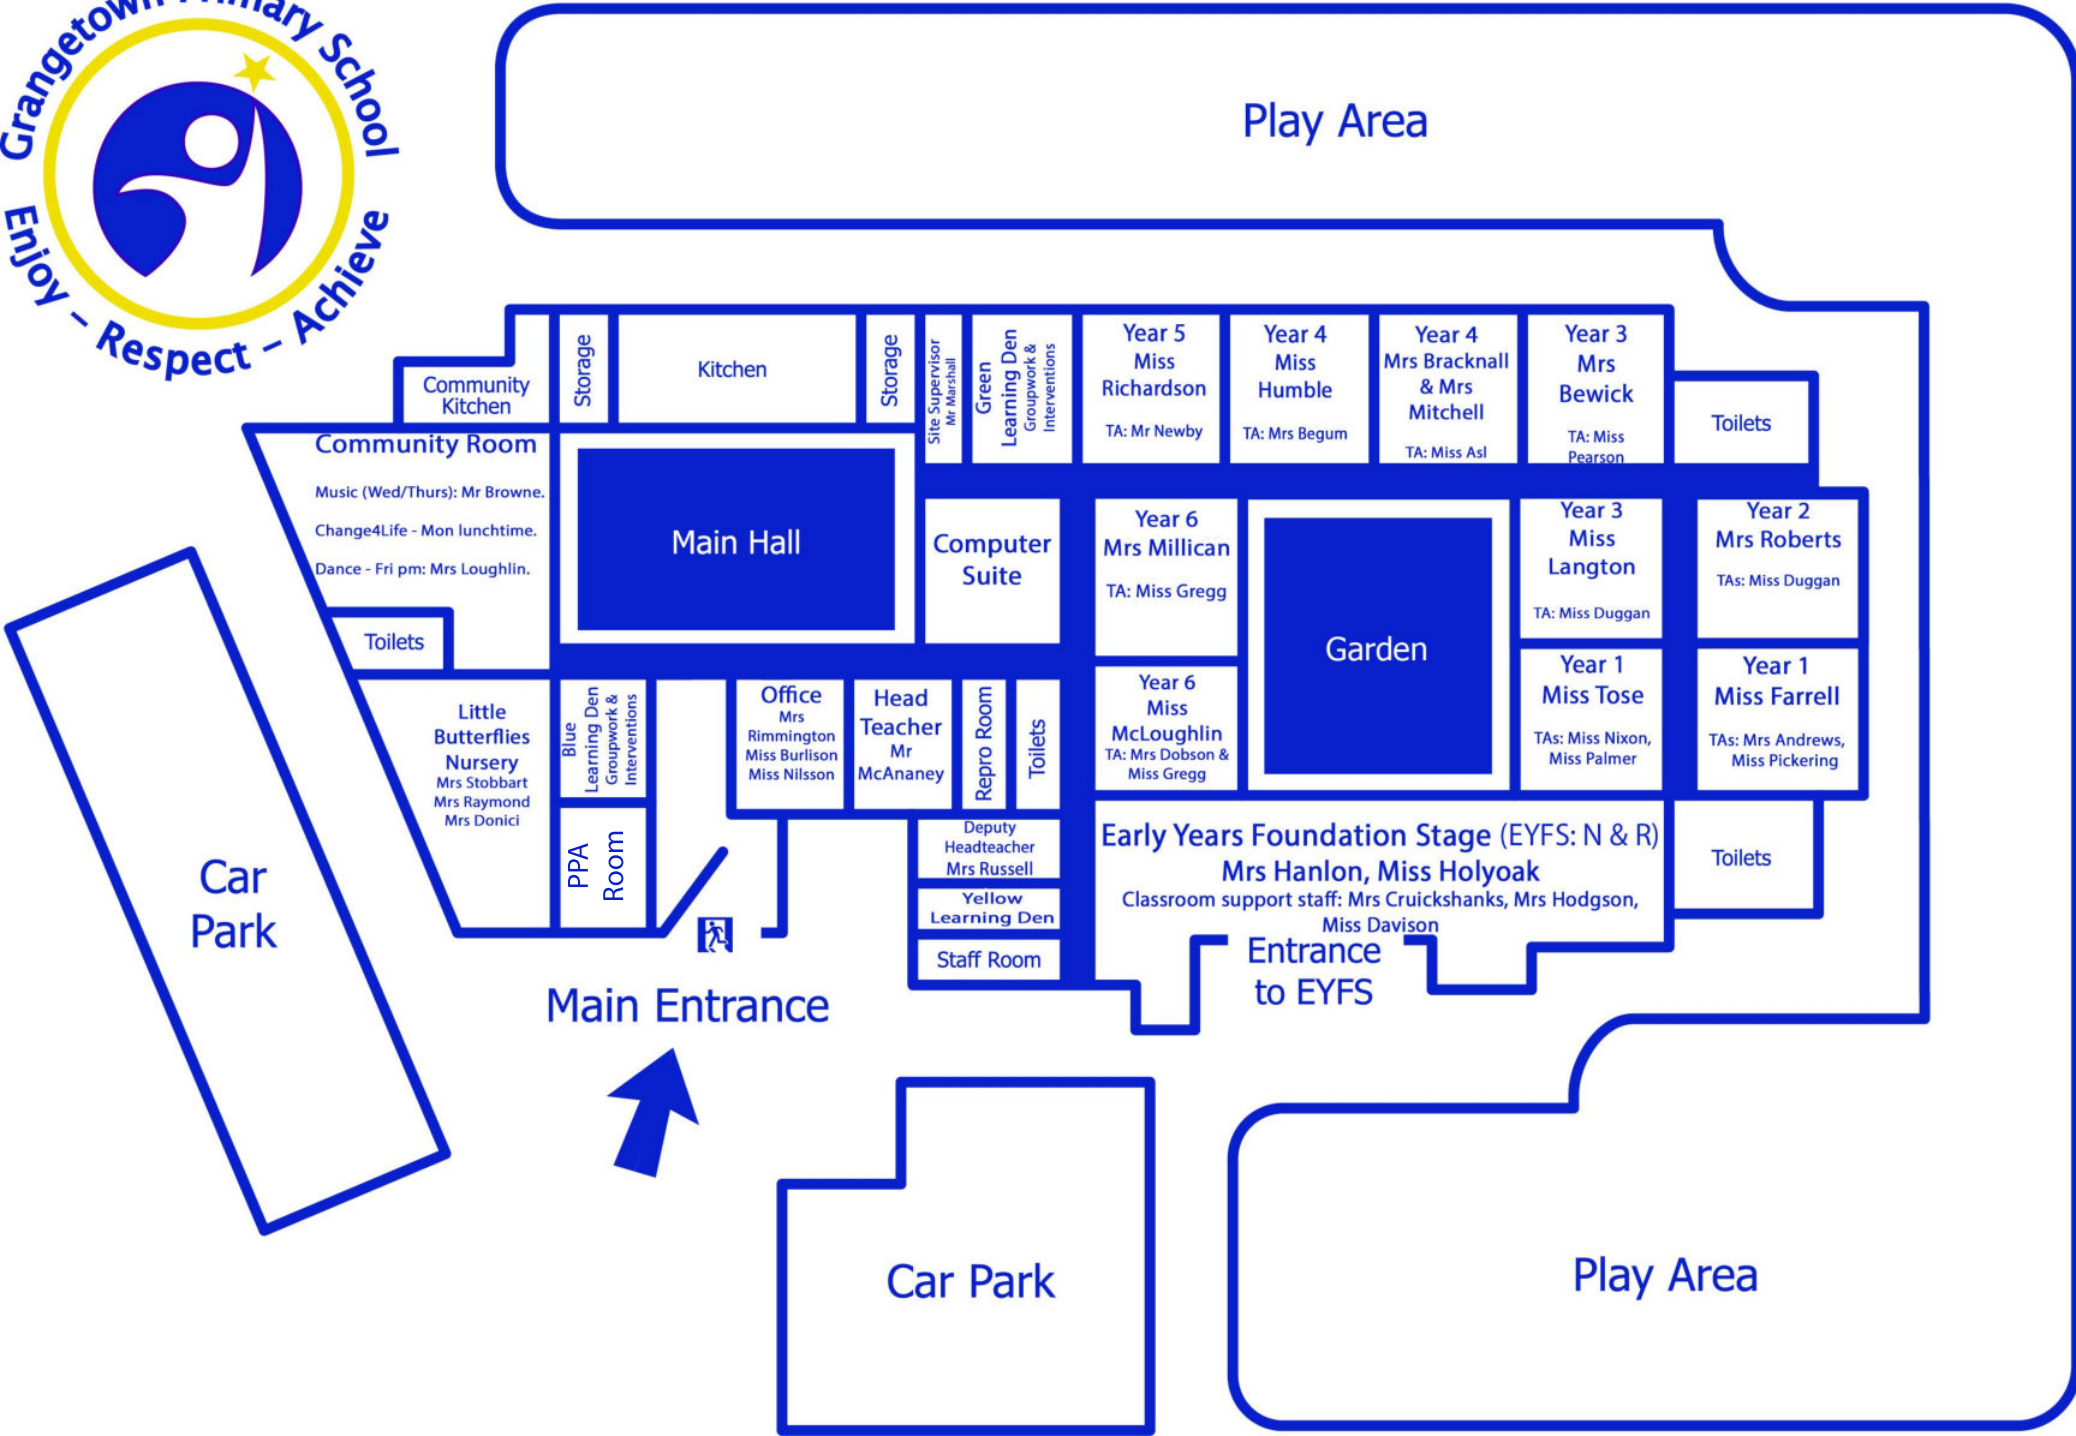 Grangetown Primary School
Enjoy – Respect – Achieve
Play Area
Community
Kitchen
Storage
Kitchen
Storage
Site Supervisor
Mr Marshall
Green
Learning Den
Groupwork &
Interventions
Year 5
Miss
Richardson
TA: Mr Newby
Year 4
Miss
Humble
TA: Mrs Begum
Year 4
Mrs Bracknall
& Mrs
Mitchell
TA: Miss Asl
Year 3
Mrs
Bewick
TA: Miss
Pearson
Toilets
Community Room
Music (Wed/Thurs): Mr Browne.
Change4Life - Mon lunchtime.
Dance - Fri pm: Mrs Loughlin.
Toilets
Main Hall
Computer
Suite
Year 6
Mrs Millican
TA: Miss Gregg
Garden
Year 3
Miss
Langton
TA: Miss Duggan
Year 2
Mrs Roberts
TAs: Miss Duggan
Little
Butterflies
Nursery
Mrs Stobbart
Mrs Raymond
Mrs Donici
Blue
Learning Den
Groupwork &
Interventions
PPA
Room
Office
Mrs
Rimmington
Miss Burlison
Miss Nilsson
Head
Teacher
Mr
McAnaney
Repro Room
Toilets
Year 6
Miss
McLoughlin
TA: Mrs Dobson &
Miss Gregg
Year 1
Miss Tose
TAs: Miss Nixon,
Miss Palmer
Year 1
Miss Farrell
TAs: Mrs Andrews,
Miss Pickering
Deputy
Headteacher
Mrs Russell
Yellow
Learning Den
Staff Room
Early Years Foundation Stage (EYFS: N & R)
Mrs Hanlon, Miss Holyoak
Classroom support staff: Mrs Cruickshanks, Mrs Hodgson,
Miss Davison
Toilets
Entrance
to EYFS
Main Entrance
Car
Park
Car Park
Play Area